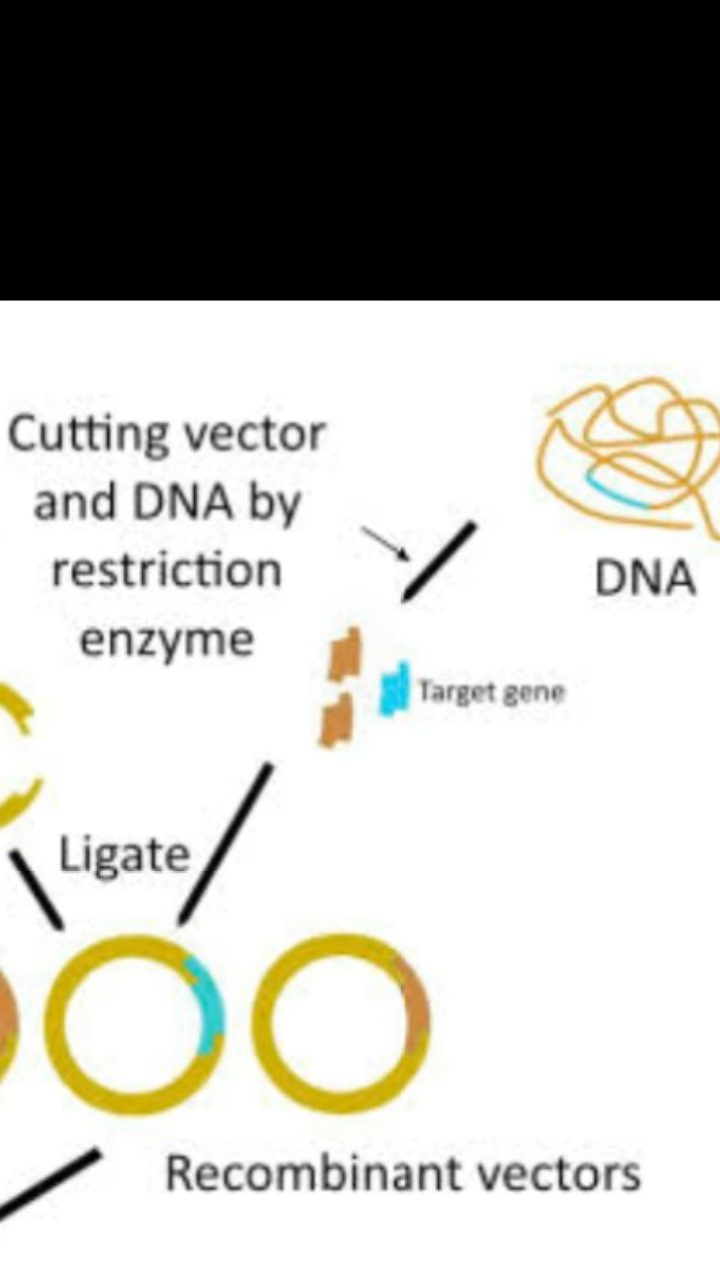 Cutting vector
and DNA by
restriction
enzyme
DNA
Target gene
Ligate
Recombinant vectors